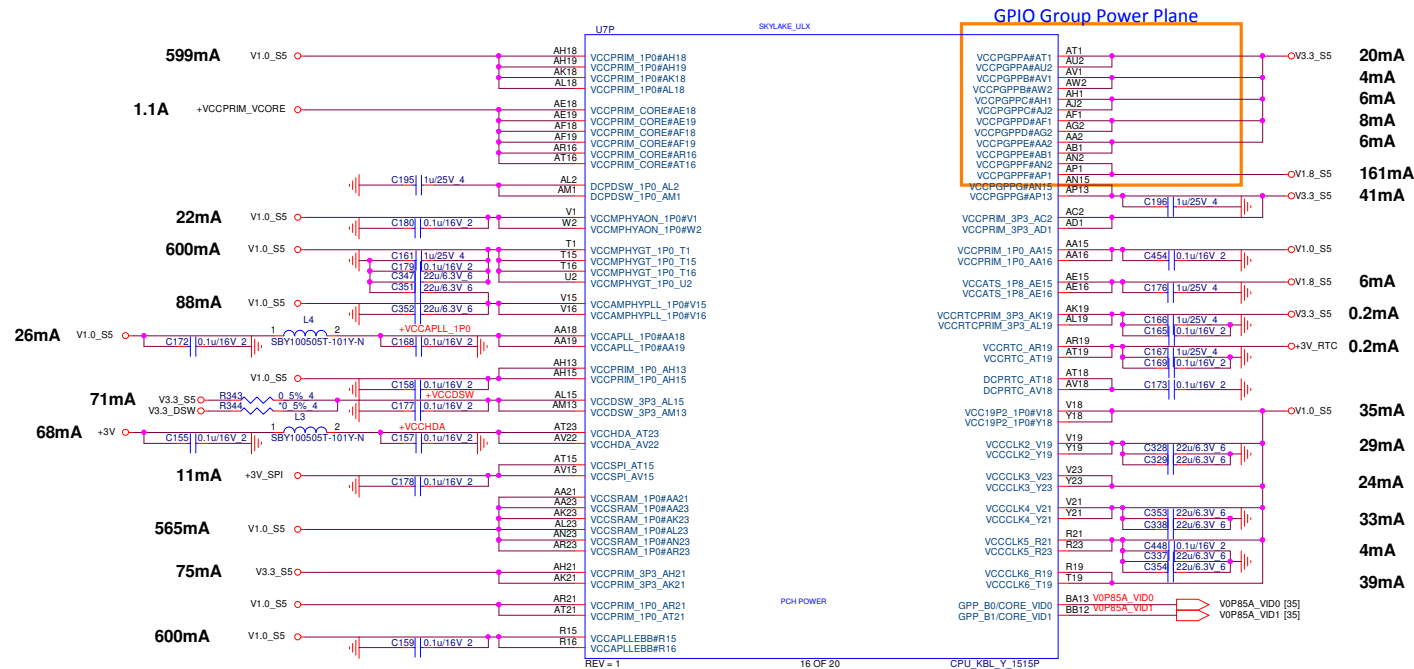 GPIO Group Power Plane
U7P
SKYLAKE_ULX
599mA V1.0_S5
AH18 VCCPRIM_1P0#AH18
AH19 VCCPRIM_1P0#AH19
AK18 VCCPRIM_1P0#AK18
AL18 VCCPRIM_1P0#AL18
1.1A +VCCPRIM_VCORE
AE18 VCCPRIM_CORE#AE18
AE19 VCCPRIM_CORE#AE19
AF18 VCCPRIM_CORE#AF18
AF19 VCCPRIM_CORE#AF19
AR16 VCCPRIM_CORE#AR16
AT16 VCCPRIM_CORE#AT16
C195 1u/25V_4
AL2 DCPDSW_1P0_AL2
AM1 DCPDSW_1P0_AM1
22mA V1.0_S5
C180 0.1u/16V_2
V1 VCCMPHYAON_1P0#V1
W2 VCCMPHYAON_1P0#W2
600mA V1.0_S5
C161 1u/25V_4
C179 0.1u/16V_2
C347 22u/6.3V_6
C351 22u/6.3V_6
T1 VCCMPHYGT_1P0_T1
T15 VCCMPHYGT_1P0_T15
T16 VCCMPHYGT_1P0_T16
U2 VCCMPHYGT_1P0_U2
88mA V1.0_S5
C352 22u/6.3V_6
V15 VCCAMPHYPLL_1P0#V15
V16 VCCAMPHYPLL_1P0#V16
26mA V1.0_S5
C172 0.1u/16V_2
L4
1 2
SBY100505T-101Y-N
+VCCAPLL_1P0
C168 0.1u/16V_2
AA18 VCCAPLL_1P0#AA18
AA19 VCCAPLL_1P0#AA19
V1.0_S5
C158 0.1u/16V_2
AH13 VCCPRIM_1P0_AH13
AH15 VCCPRIM_1P0_AH15
71mA
V3.3_S5 R343 0_5%_4
V3.3_DSW R344 *0_5%_4
+VCCDSW
C177 0.1u/16V_2
AL15 VCCDSW_3P3_AL15
AM13 VCCDSW_3P3_AM13
68mA +3V
C155 0.1u/16V_2
L3
1 2
SBY100505T-101Y-N
+VCCHDA
C157 0.1u/16V_2
AT23 VCCHDA_AT23
AV22 VCCHDA_AV22
11mA +3V_SPI
C178 0.1u/16V_2
AT15 VCCSPI_AT15
AV15 VCCSPI_AV15
565mA V1.0_S5
AA21 VCCSRAM_1P0#AA21
AA23 VCCSRAM_1P0#AA23
AK23 VCCSRAM_1P0#AK23
AL23 VCCSRAM_1P0#AL23
AN23 VCCSRAM_1P0#AN23
AR23 VCCSRAM_1P0#AR23
75mA V3.3_S5
AH21 VCCPRIM_3P3_AH21
AK21 VCCPRIM_3P3_AK21
V1.0_S5
AR21 VCCPRIM_1P0_AR21
AT21 VCCPRIM_1P0_AT21
600mA V1.0_S5
C159 0.1u/16V_2
R15 VCCAPLLEBB#R15
R16 VCCAPLLEBB#R16
VCCPGPPA#AT1 AT1
VCCPGPPA#AU2 AU2
VCCPGPPB#AV1 AV1
VCCPGPPB#AW2 AW2
VCCPGPPC#AH1 AH1
VCCPGPPC#AJ2 AJ2
VCCPGPPD#AF1 AF1
VCCPGPPD#AG2 AG2
VCCPGPPE#AA2 AA2
VCCPGPPE#AB1 AB1
VCCPGPPF#AN2 AN2
VCCPGPPF#AP1 AP1
VCCPGPPG#AN15 AN15
VCCPGPPG#AP13 AP13
V3.3_S5 20mA
4mA
6mA
8mA
6mA
V1.8_S5 161mA
V3.3_S5 41mA
C196 1u/25V_4
VCCPRIM_3P3_AC2 AC2
VCCPRIM_3P3_AD1 AD1
VCCPRIM_1P0_AA15 AA15
VCCPRIM_1P0_AA16 AA16
C454 0.1u/16V_2
V1.0_S5
VCCATS_1P8_AE15 AE15
VCCATS_1P8_AE16 AE16
C176 1u/25V_4
V1.8_S5 6mA
VCCRTCPRIM_3P3_AK19 AK19
VCCRTCPRIM_3P3_AL19 AL19
C166 1u/25V_4
C165 0.1u/16V_2
V3.3_S5 0.2mA
VCCRTC_AR19 AR19
VCCRTC_AT19 AT19
C167 1u/25V_4
C169 0.1u/16V_2
+3V_RTC 0.2mA
DCPRTC_AT18 AT18
DCPRTC_AV18 AV18
C173 0.1u/16V_2
VCC19P2_1P0#V18 V18
VCC19P2_1P0#Y18 Y18
V1.0_S5 35mA
VCCCLK2_V19 V19
VCCCLK2_Y19 Y19
C328 22u/6.3V_6
C329 22u/6.3V_6
29mA
VCCCLK3_V23 V23
VCCCLK3_Y23 Y23
24mA
VCCCLK4_V21 V21
VCCCLK4_Y21 Y21
C353 22u/6.3V_6
C338 22u/6.3V_6
33mA
VCCCLK5_R21 R21
VCCCLK5_R23 R23
C448 0.1u/16V_2
C337 22u/6.3V_6
C354 22u/6.3V_6
4mA
VCCCLK6_R19 R19
VCCCLK6_T19 T19
39mA
PCH POWER
GPP_B0/CORE_VID0 BA13 V0P85A_VID0 V0P85A_VID0 [35]
GPP_B1/CORE_VID1 BB12 V0P85A_VID1 V0P85A_VID1 [35]
REV = 1
16 OF 20
CPU_KBL_Y_1515P